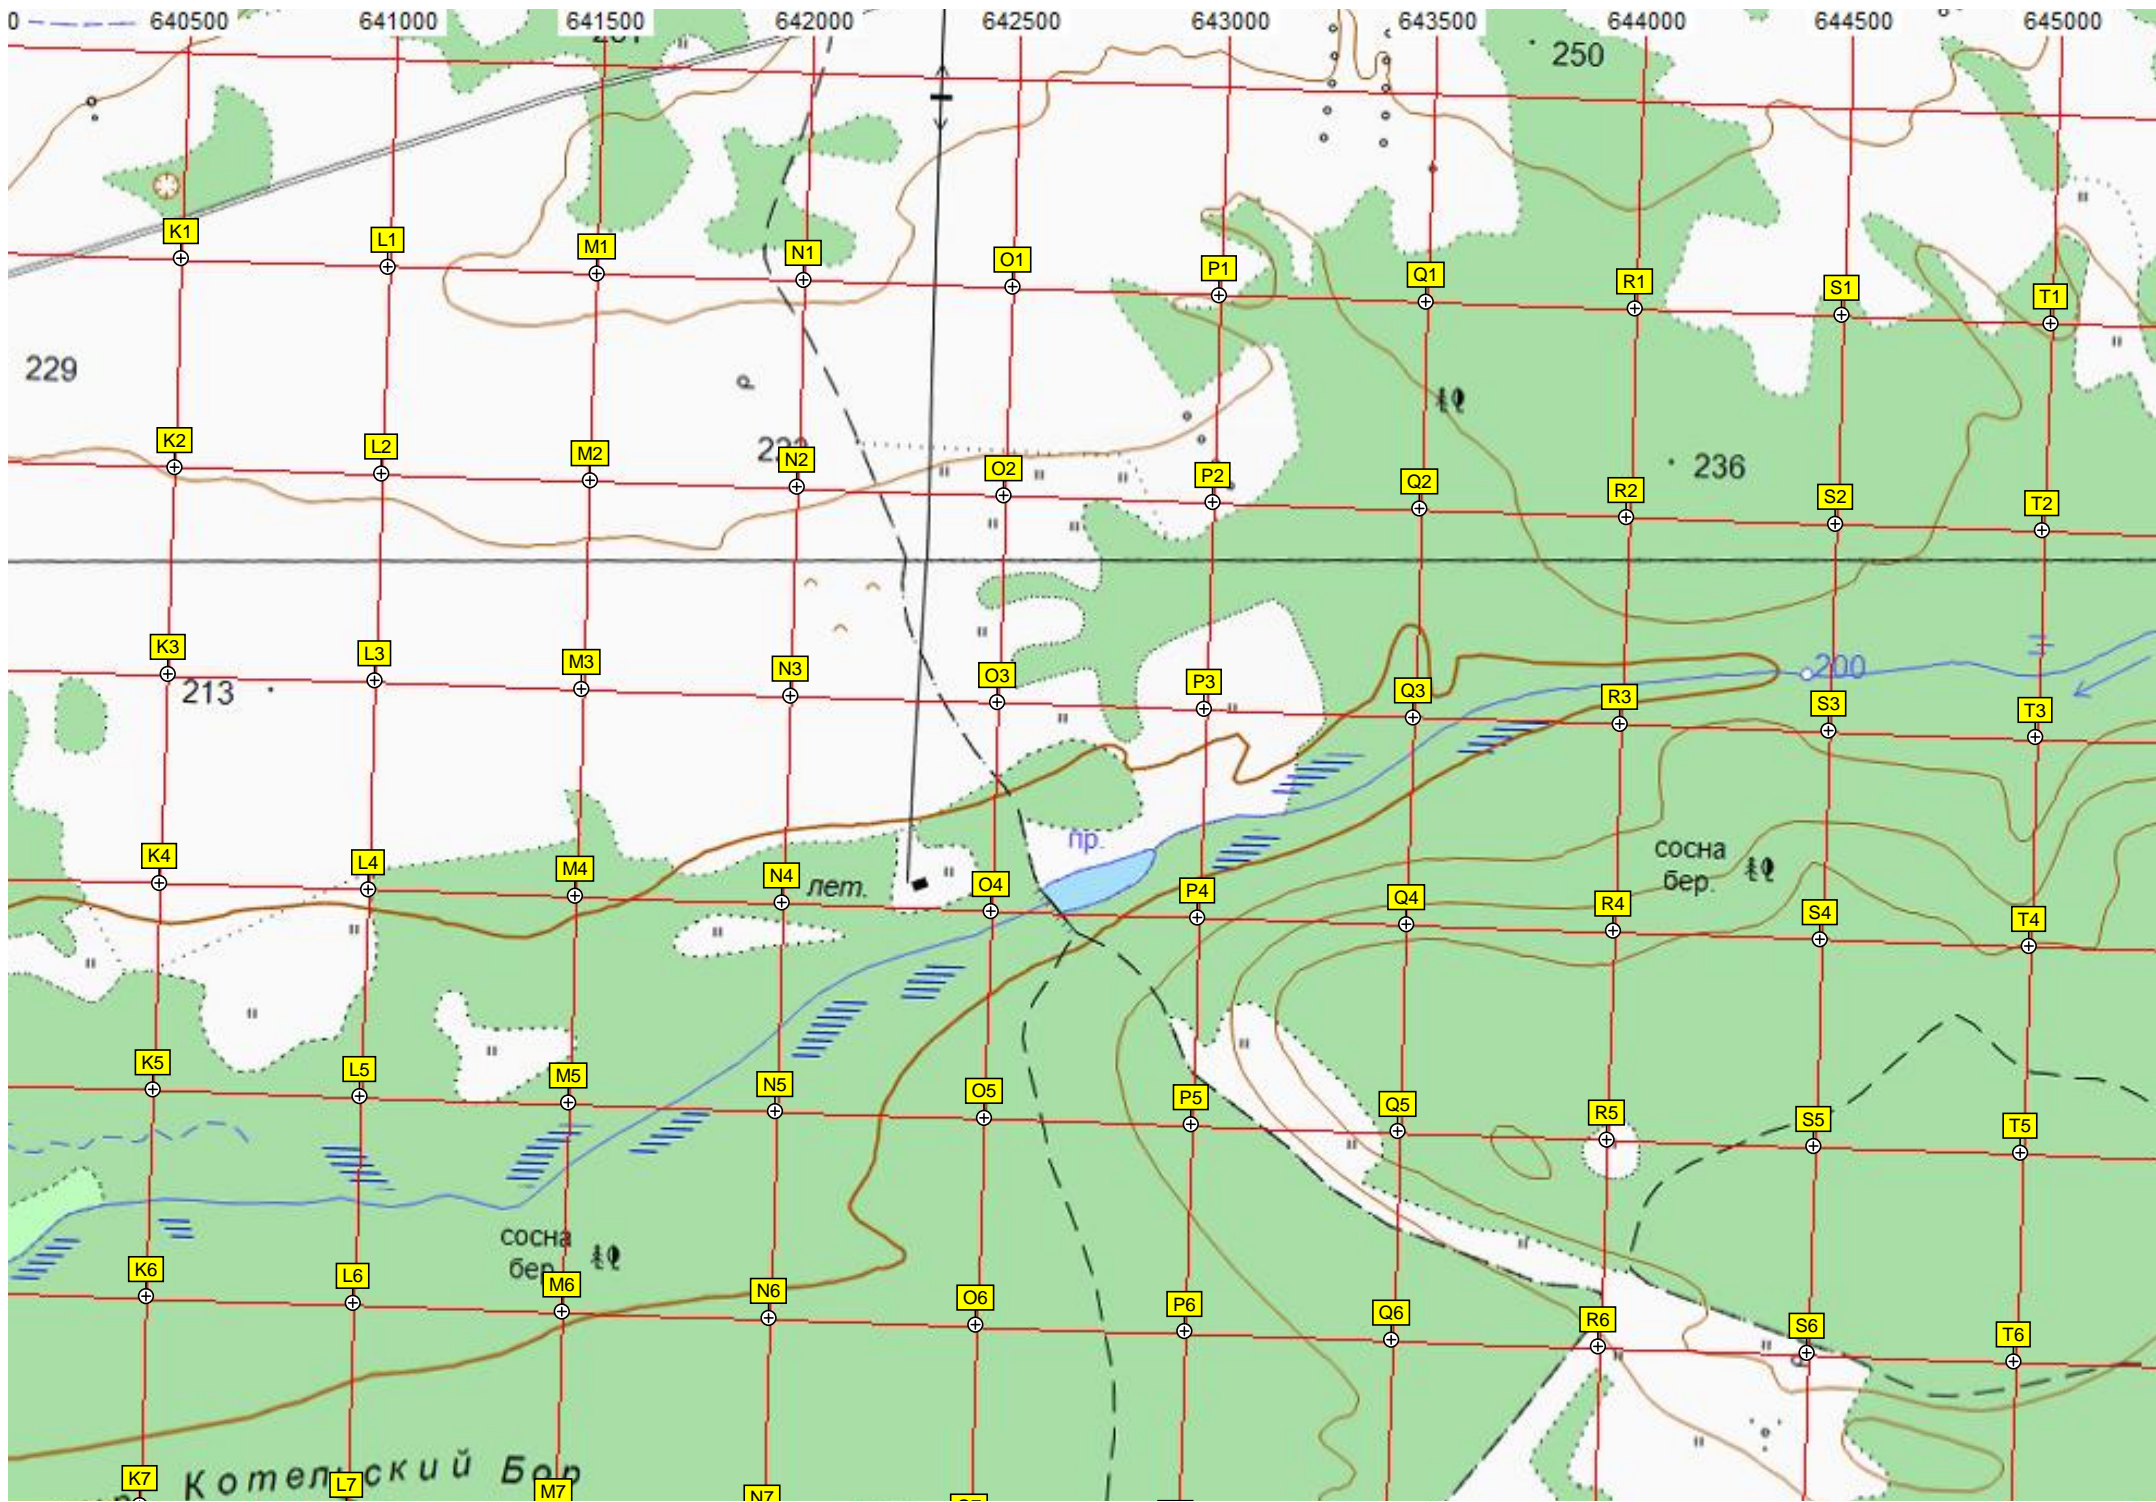 0 640500 641000 641500 642000 642500 643000 643500 644000 644500 645000
250
K1 L1 M1 N1 O1 P1 Q1 R1 S1 T1
229
K2 L2 M2 N2 O2 P2 Q2 R2 S2 T2
236
K3 L3 M3 N3 O3 P3 Q3 R3 S3 T3
200
213
пр.
сосна
бер.
K4 L4 M4 N4 O4 P4 Q4 R4 S4 T4
лет.
K5 L5 M5 N5 O5 P5 Q5 R5 S5 T5
сосна
бер.
K6 L6 M6 N6 O6 P6 Q6 R6 S6 T6
Котельский Бор
K7 L7 M7 N7